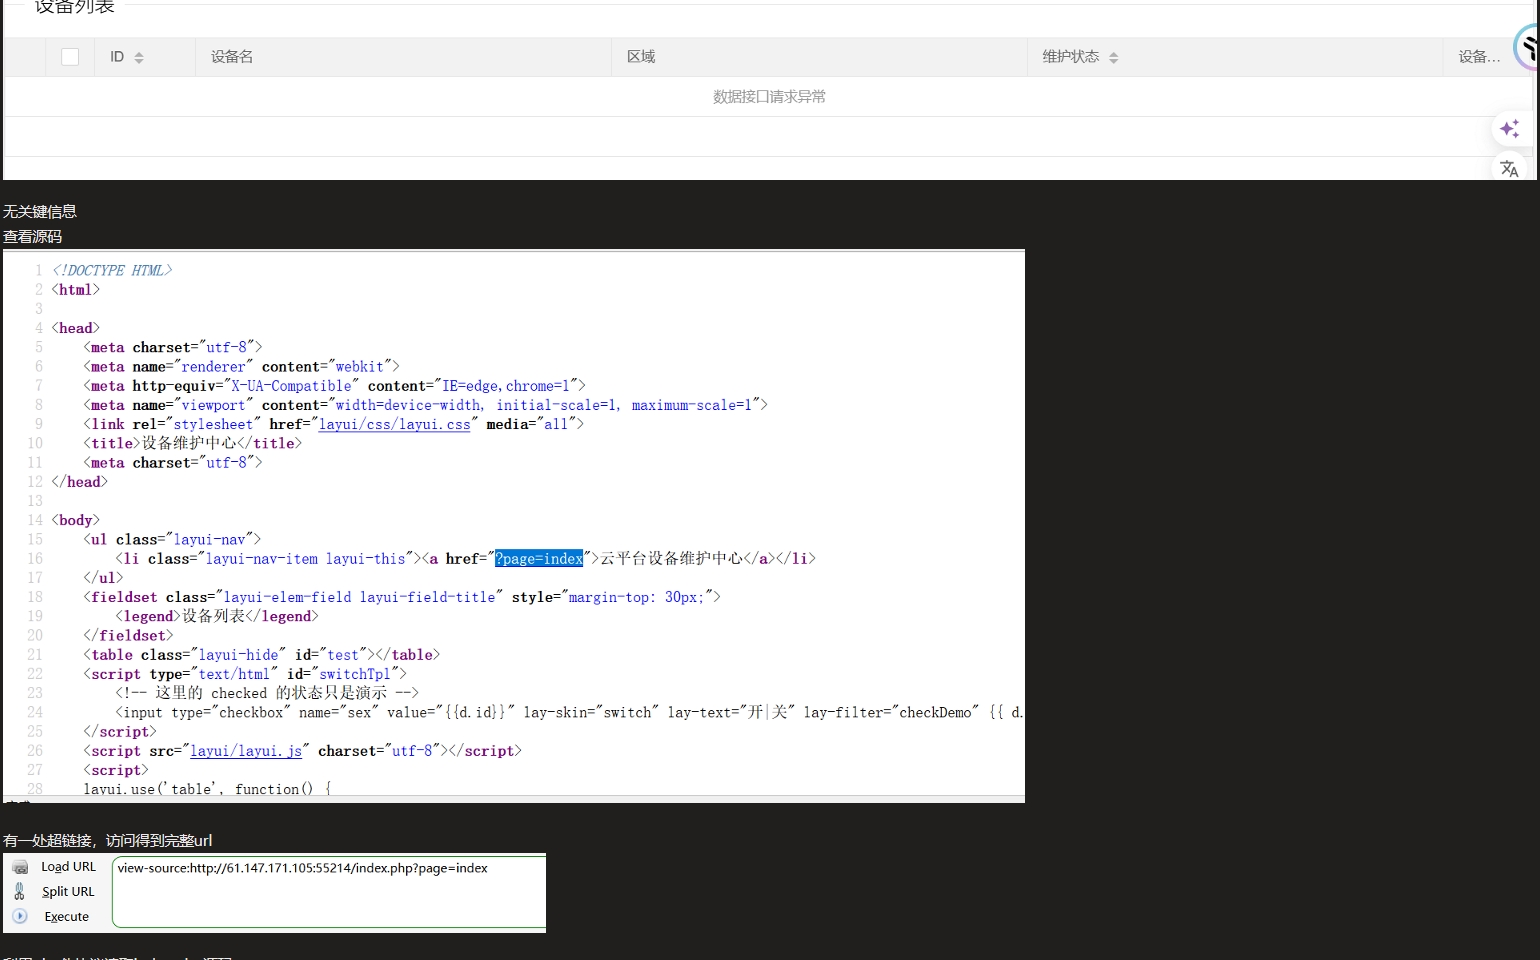 设备列表
ID 设备名 区域 维护状态 设备...
数据接口请求异常
无关键信息
查看源码
1 <!DOCTYPE HTML>
2 <html>
3
4 <head>
5 <meta charset="utf-8">
6 <meta name="renderer" content="webkit">
7 <meta http-equiv="X-UA-Compatible" content="IE=edge,chrome=1">
8 <meta name="viewport" content="width=device-width, initial-scale=1, maximum-scale=1">
9 <link rel="stylesheet" href="layui/css/layui.css" media="all">
10 <title>设备维护中心</title>
11 <meta charset="utf-8">
12 </head>
13
14 <body>
15 <ul class="layui-nav">
16 <li class="layui-nav-item layui-this"><a href="?page=index">云平台设备维护中心</a></li>
17 </ul>
18 <fieldset class="layui-elem-field layui-field-title" style="margin-top: 30px;">
19 <legend>设备列表</legend>
20 </fieldset>
21 <table class="layui-hide" id="test"></table>
22 <script type="text/html" id="switchTpl">
23 <!-- 这里的 checked 的状态只是演示 -->
24 <input type="checkbox" name="sex" value="{{d.id}}" lay-skin="switch" lay-text="开|关" lay-filter="checkDemo" {{ d.
25 </script>
26 <script src="layui/layui.js" charset="utf-8"></script>
27 <script>
28 layui.use('table', function() {
有一处超链接，访问得到完整url
Load URL view-source:http://61.147.171.105:55214/index.php?page=index
Split URL
Execute